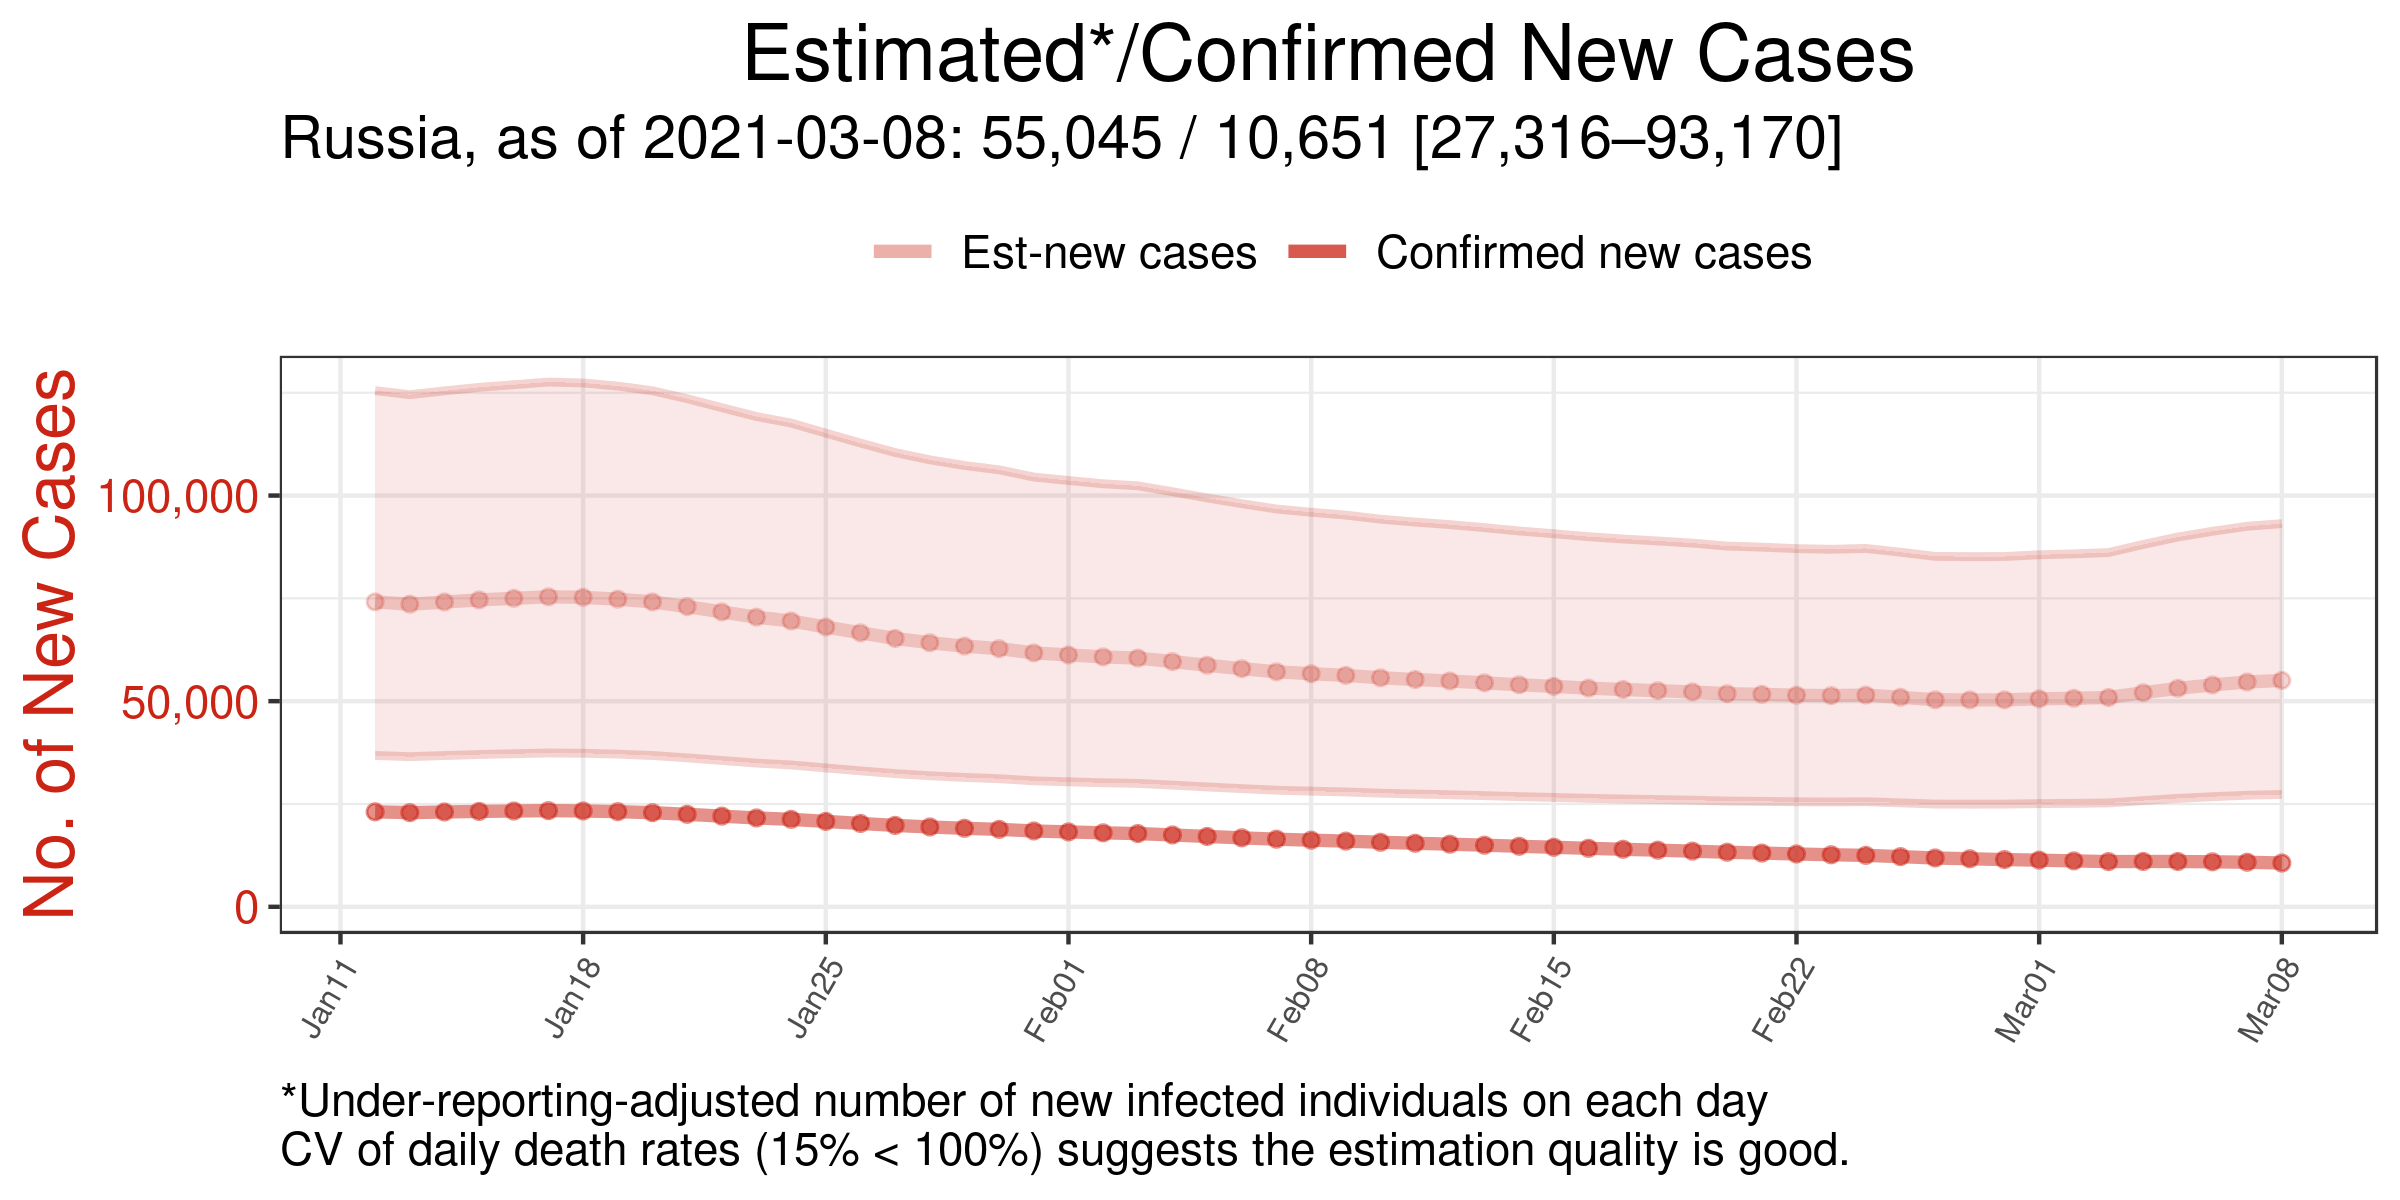 Estimated*/Confirmed New Cases
Russia, as of 2021-03-08: 55,045 / 10,651 [27,316–93,170]
Est-new cases
Confirmed new cases
No. of New Cases
100,000
50,000
0
Jan11
Jan18
Jan25
Feb01
Feb08
Feb15
Feb22
Mar01
Mar08
*Under-reporting-adjusted number of new infected individuals on each day
CV of daily death rates (15% < 100%) suggests the estimation quality is good.